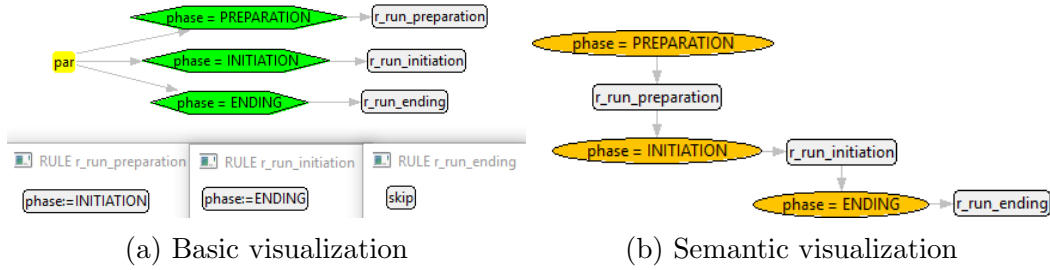 phase = PREPARATION
r_run_preparation
par
phase = INITIATION
r_run_initiation
phase = ENDING
r_run_ending
RULE r_run_preparation
RULE r_run_initiation
RULE r_run_ending
phase:=INITIATION
phase:=ENDING
skip
(a) Basic visualization
phase = PREPARATION
r_run_preparation
phase = INITIATION
r_run_initiation
phase = ENDING
r_run_ending
(b) Semantic visualization